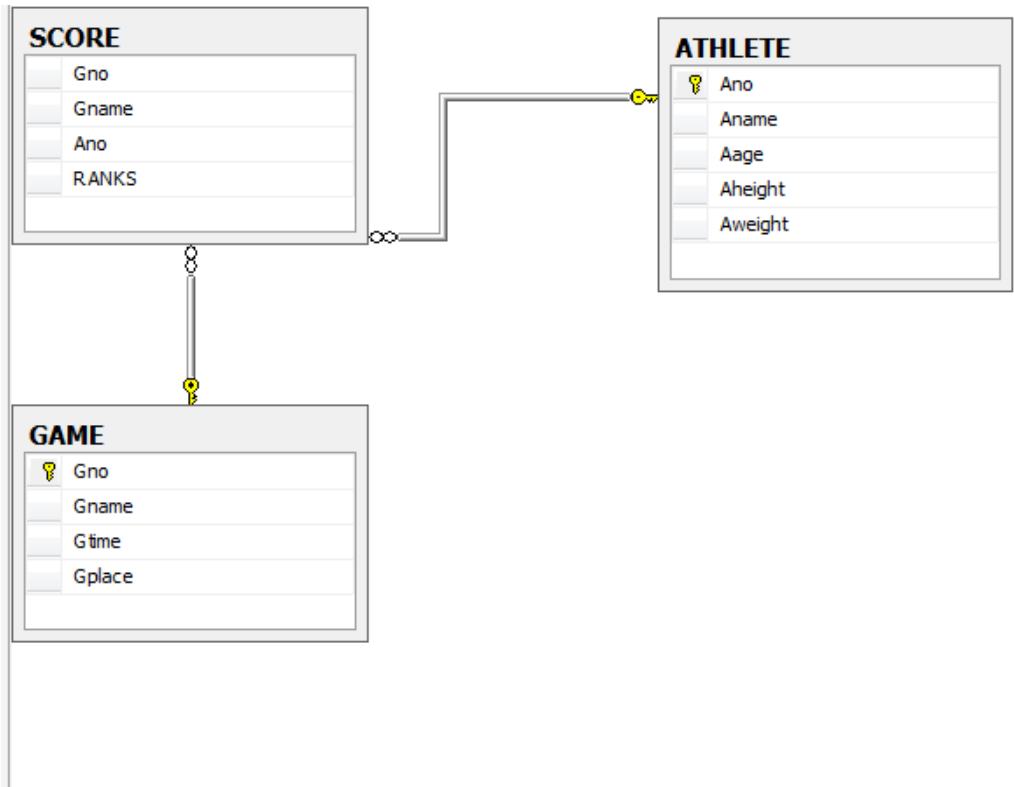 SCORE
Gno
Gname
Ano
RANKS
ATHLETE
Ano
Aname
Aage
Aheight
Aweight
GAME
Gno
Gname
Gtime
Gplace